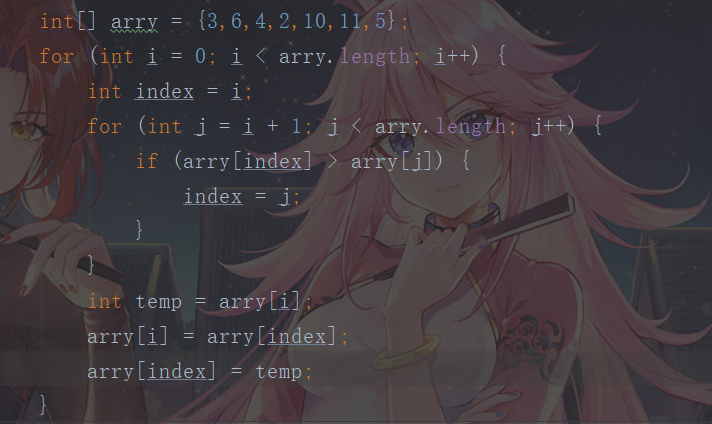 int[] arry = {3,6,4,2,10,11,5};
for (int i = 0; i < arry.length; i++) {
    int index = i;
    for (int j = i + 1; j < arry.length; j++) {
        if (arry[index] > arry[j]) {
            index = j;
        }
    }
    int temp = arry[i];
    arry[i] = arry[index];
    arry[index] = temp;
}